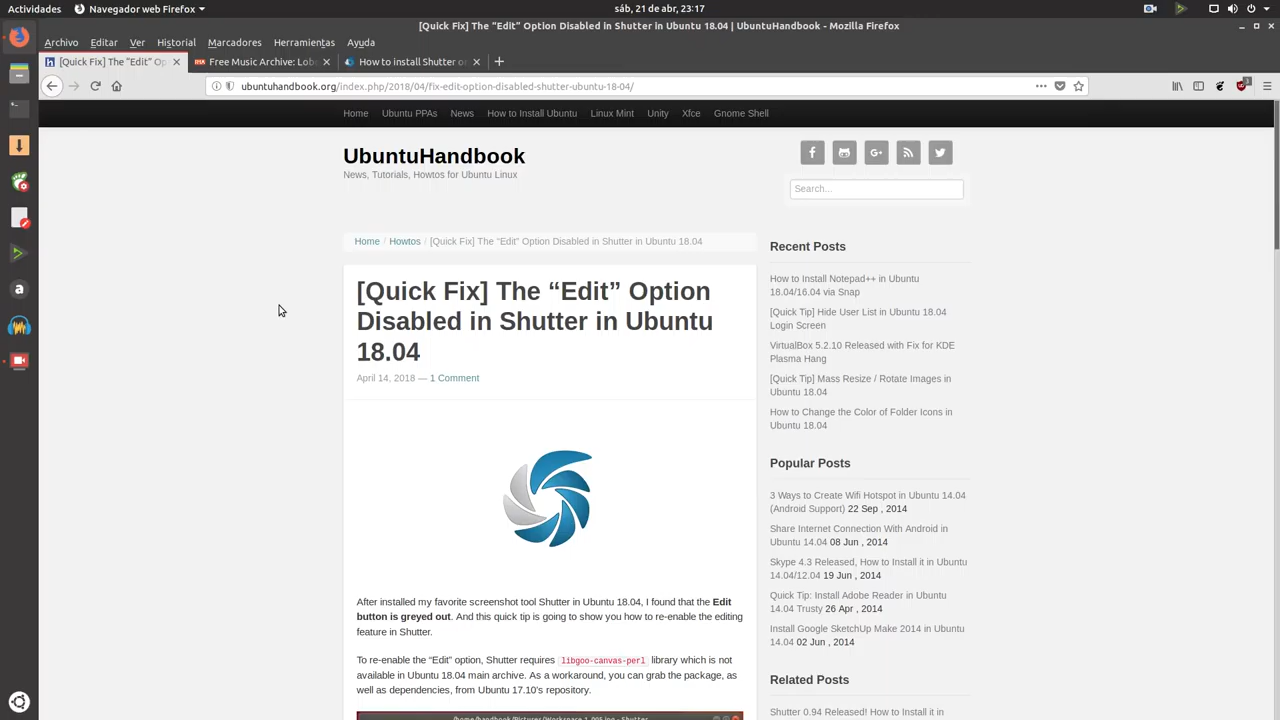 Actividades
Navegador web Firefox
sáb, 21 de abr, 23:17
[Quick Fix] The “Edit” Option Disabled in Shutter in Ubuntu 18.04 | UbuntuHandbook - Mozilla Firefox
Archivo Editar Ver Historial Marcadores Herramientas Ayuda
[Quick Fix] The "Edit" Op
Free Music Archive: Lob
How to install Shutter o
ubuntuhandbook.org/index.php/2018/04/fix-edit-option-disabled-shutter-ubuntu-18-04/
3
Home Ubuntu PPAs News How to Install Ubuntu Linux Mint Unity Xfce Gnome Shell
UbuntuHandbook
News, Tutorials, Howtos for Ubuntu Linux
Search...
Home / Howtos / [Quick Fix] The “Edit” Option Disabled in Shutter in Ubuntu 18.04
[Quick Fix] The “Edit” Option
Disabled in Shutter in Ubuntu
18.04
April 14, 2018 — 1 Comment
After installed my favorite screenshot tool Shutter in Ubuntu 18.04, I found that the Edit
button is greyed out. And this quick tip is going to show you how to re-enable the editing
feature in Shutter.
To re-enable the “Edit” option, Shutter requires libgoo-canvas-perl library which is not
available in Ubuntu 18.04 main archive. As a workaround, you can grab the package, as
well as dependencies, from Ubuntu 17.10’s repository.
Recent Posts
How to Install Notepad++ in Ubuntu
18.04/16.04 via Snap
[Quick Tip] Hide User List in Ubuntu 18.04
Login Screen
VirtualBox 5.2.10 Released with Fix for KDE
Plasma Hang
[Quick Tip] Mass Resize / Rotate Images in
Ubuntu 18.04
How to Change the Color of Folder Icons in
Ubuntu 18.04
Popular Posts
3 Ways to Create Wifi Hotspot in Ubuntu 14.04
(Android Support) 22 Sep , 2014
Share Internet Connection With Android in
Ubuntu 14.04 08 Jun , 2014
Skype 4.3 Released, How to Install it in Ubuntu
14.04/12.04 19 Jun , 2014
Quick Tip: Install Adobe Reader in Ubuntu
14.04 Trusty 26 Apr , 2014
Install Google SketchUp Make 2014 in Ubuntu
14.04 02 Jun , 2014
Related Posts
Shutter 0.94 Released! How to Install it in